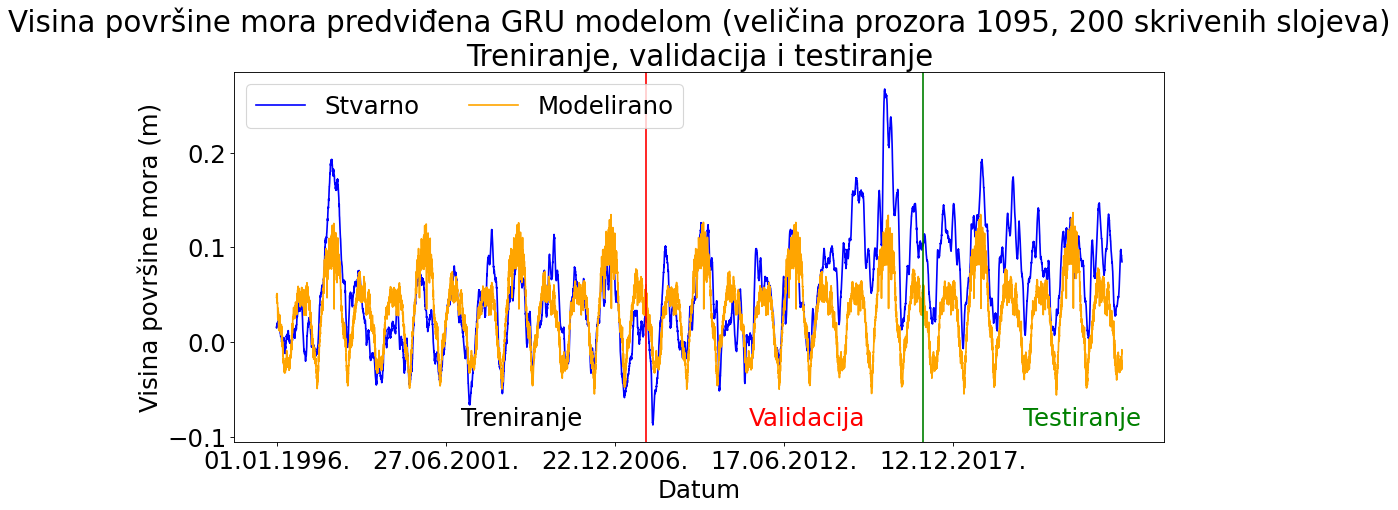 Visina površine mora predviđena GRU modelom (veličina prozora 1095, 200 skrivenih slojeva)
Treniranje, validacija i testiranje
Stvarno
Modelirano
Visina površine mora (m)
0.2
0.1
0.0
−0.1
Treniranje
Validacija
Testiranje
01.01.1996.
27.06.2001.
22.12.2006.
17.06.2012.
12.12.2017.
Datum